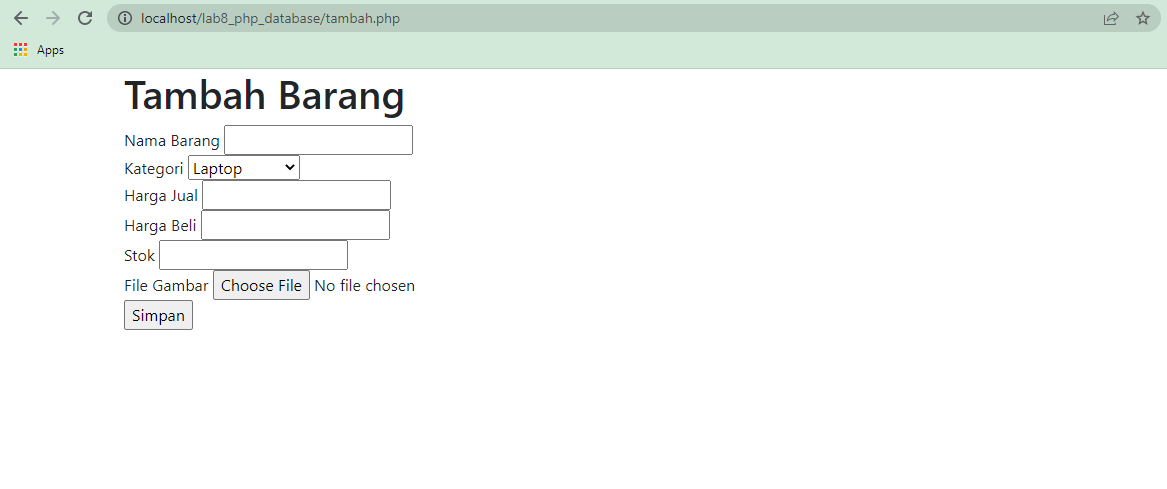 localhost/lab8_php_database/tambah.php
Apps
Tambah Barang
Nama Barang
Kategori Laptop
Harga Jual
Harga Beli
Stok
File Gambar Choose File No file chosen
Simpan